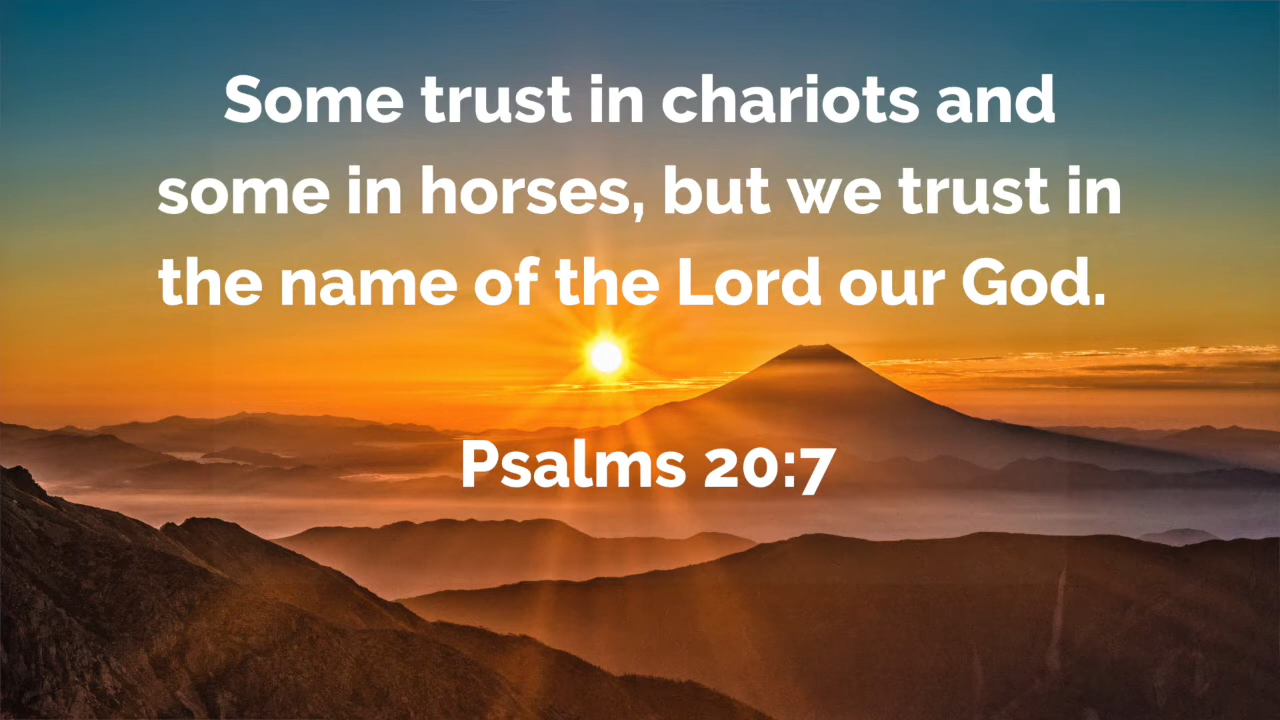 Some trust in chariots and
some in horses, but we trust in
the name of the Lord our God.
Psalms 20:7